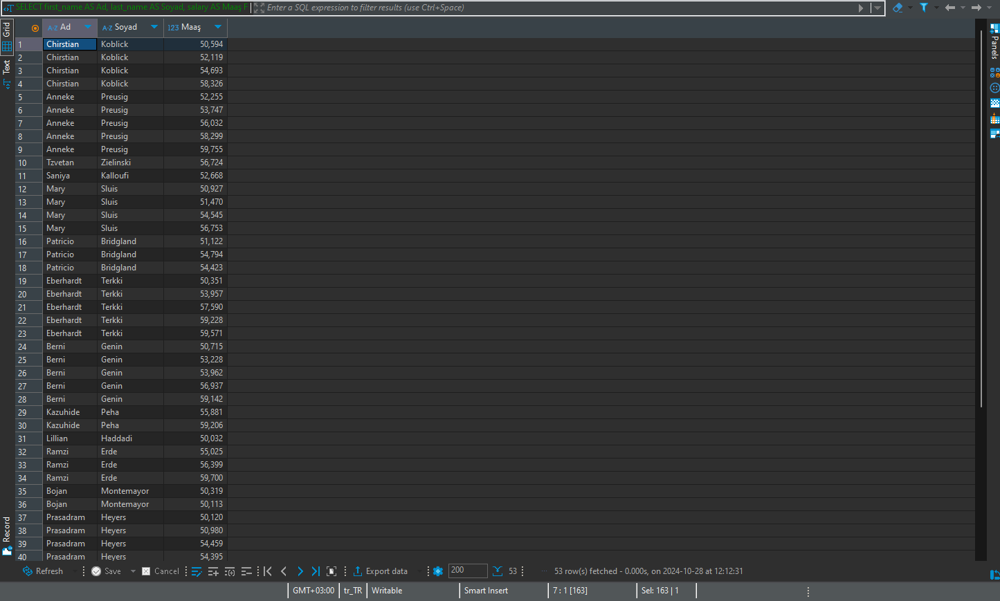 SELECT first_name AS Ad, last_name AS Soyad, salary AS Maaş F Enter a SQL expression to filter results (use Ctrl+Space)
Grid
Text
Record
Panels
A-Z Ad A-Z Soyad 123 Maaş
1 Chirstian Koblick 50,594
2 Chirstian Koblick 52,119
3 Chirstian Koblick 54,693
4 Chirstian Koblick 58,326
5 Anneke Preusig 52,255
6 Anneke Preusig 53,747
7 Anneke Preusig 56,032
8 Anneke Preusig 58,299
9 Anneke Preusig 59,755
10 Tzvetan Zielinski 56,724
11 Saniya Kalloufi 52,668
12 Mary Sluis 50,927
13 Mary Sluis 51,470
14 Mary Sluis 54,545
15 Mary Sluis 56,753
16 Patricio Bridgland 51,122
17 Patricio Bridgland 54,794
18 Patricio Bridgland 54,423
19 Eberhardt Terkki 50,351
20 Eberhardt Terkki 53,957
21 Eberhardt Terkki 57,590
22 Eberhardt Terkki 59,228
23 Eberhardt Terkki 59,571
24 Berni Genin 50,715
25 Berni Genin 53,228
26 Berni Genin 53,962
27 Berni Genin 56,937
28 Berni Genin 59,142
29 Kazuhide Peha 55,881
30 Kazuhide Peha 59,206
31 Lillian Haddadi 50,032
32 Ramzi Erde 55,025
33 Ramzi Erde 56,399
34 Ramzi Erde 59,700
35 Bojan Montemayor 50,319
36 Bojan Montemayor 50,113
37 Prasadram Heyers 50,120
38 Prasadram Heyers 50,980
39 Prasadram Heyers 54,459
40 Prasadram Heyers 54,395
Refresh Save Cancel Export data 200 53 53 row(s) fetched - 0.000s, on 2024-10-28 at 12:12:31
GMT+03:00 tr_TR Writable Smart Insert 7 : 1 [163] Sel: 163 | 1